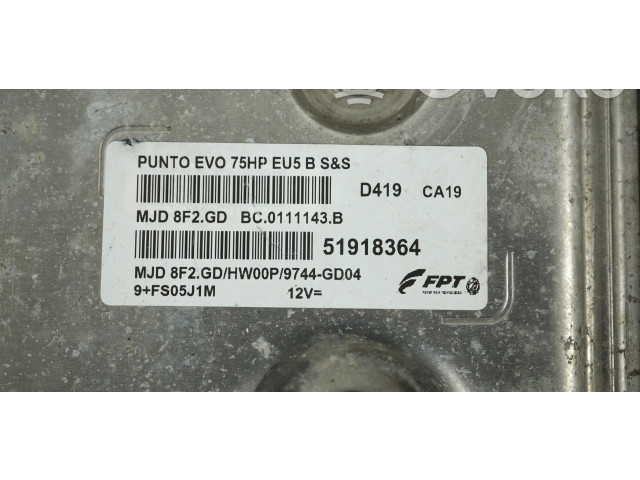 PUNTO EVO 75HP EU5 B S&S
D419 CA19
MJD 8F2.GD BC.0111143.B
51918364
MJD 8F2.GD/HW00P/9744-GD04
9+FS05J1M 12V=
FPT